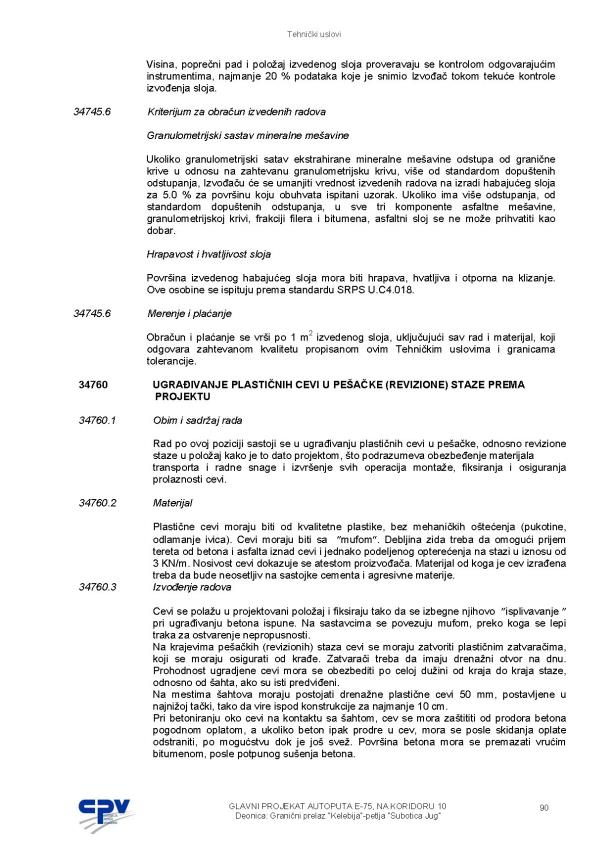 Tehnički uslovi
Visina, poprečni pad i položaj izvedenog sloja proveravaju se kontrolom odgovarajućim
instrumentima, najmanje 20 % podataka koje je snimio Izvođač tokom tekuće kontrole
izvođenja sloja.
34745.6 Kriterijum za obračun izvedenih radova
Granulometrijski sastav mineralne mešavine
Ukoliko granulometrijski satav ekstrahirane mineralne mešavine odstupa od granične
krive u odnosu na zahtevanu granulometrijsku krivu, više od standardom dopuštenih
odstupanja, Izvođaču će se umanjiti vrednost izvedenih radova na izradi habajućeg sloja
za 5.0 % za površinu koju obuhvata ispitani uzorak. Ukoliko ima više odstupanja, od
standardom dopuštenih odstupanja, u sve tri komponente asfaltne mešavine,
granulometrijskoj krivi, frakciji filera i bitumena, asfaltni sloj se ne može prihvatiti kao
dobar.
Hrapavost i hvatljivost sloja
Površina izvedenog habajućeg sloja mora biti hrapava, hvatljiva i otporna na klizanje.
Ove osobine se ispituju prema standardu SRPS U.C4.018.
34745.6 Merenje i plaćanje
Obračun i plaćanje se vrši po 1 m² izvedenog sloja, uključujući sav rad i materijal, koji
odgovara zahtevanom kvalitetu propisanom ovim Tehničkim uslovima i granicama
tolerancije.
34760 UGRAĐIVANJE PLASTIČNIH CEVI U PEŠAČKE (REVIZIONE) STAZE PREMA
PROJEKTU
34760.1 Obim i sadržaj rada
Rad po ovoj poziciji sastoji se u ugrađivanju plastičnih cevi u pešačke, odnosno revizione
staze u položaj kako je to dato projektom, što podrazumeva obezbeđenje materijala
transporta i radne snage i izvršenje svih operacija montaže, fiksiranja i osiguranja
prolaznosti cevi.
34760.2 Materijal
Plastične cevi moraju biti od kvalitetne plastike, bez mehaničkih oštećenja (pukotine,
odlamanje ivica). Cevi moraju biti sa "mufom". Debljina zida treba da omogući prijem
tereta od betona i asfalta iznad cevi i jednako podeljenog opterećenja na stazi u iznosu od
3 KN/m. Nosivost cevi dokazuje se atestom proizvođača. Materijal od koga je cev izrađena
treba da bude neosetljiv na sastojke cementa i agresivne materije.
34760.3 Izvođenje radova
Cevi se polažu u projektovani položaj i fiksiraju tako da se izbegne njihovo "isplivavanje "
pri ugrađivanju betona ispune. Na sastavcima se povezuju mufom, preko koga se lepi
traka za ostvarenje nepropusnosti.
Na krajevima pešačkih (revizionih) staza cevi se moraju zatvoriti plastičnim zatvaračima,
koji se moraju osigurati od krađe. Zatvarači treba da imaju drenažni otvor na dnu.
Prohodnost ugradjene cevi mora se obezbediti po celoj dužini od kraja do kraja staze,
odnosno od šahta, ako su isti predviđeni.
Na mestima šahtova moraju postojati drenažne plastične cevi 50 mm, postavljene u
najnižoj tački, tako da vire ispod konstrukcije za najmanje 10 cm.
Pri betoniranju oko cevi na kontaktu sa šahtom, cev se mora zaštititi od prodora betona
pogodnom oplatom, a ukoliko beton ipak prodre u cev, mora se posle skidanja oplate
odstraniti, po mogućstvu dok je još svež. Površina betona mora se premazati vrućim
bitumenom, posle potpunog sušenja betona.
CPV
GLAVNI PROJEKAT AUTOPUTA E-75, NA KORIDORU 10 90
Deonica: Granični prelaz "Kelebija"-petlja "Subotica Jug"